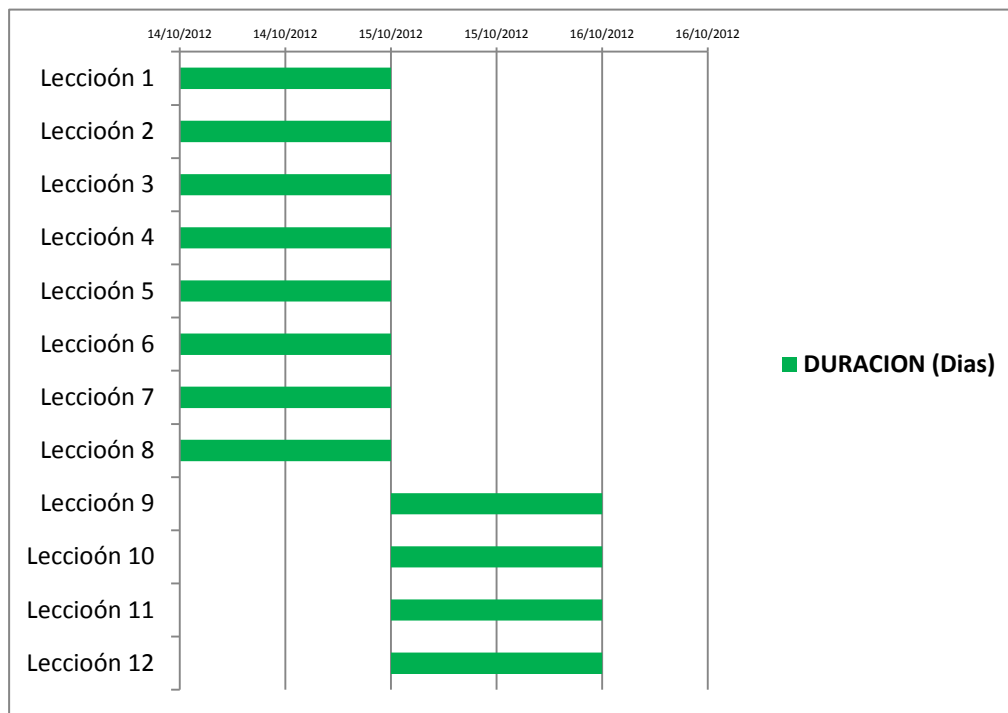 14/10/2012 14/10/2012 15/10/2012 15/10/2012 16/10/2012 16/10/2012
Leccioón 1
Leccioón 2
Leccioón 3
Leccioón 4
Leccioón 5
Leccioón 6
Leccioón 7
Leccioón 8
Leccioón 9
Leccioón 10
Leccioón 11
Leccioón 12
DURACION (Dias)